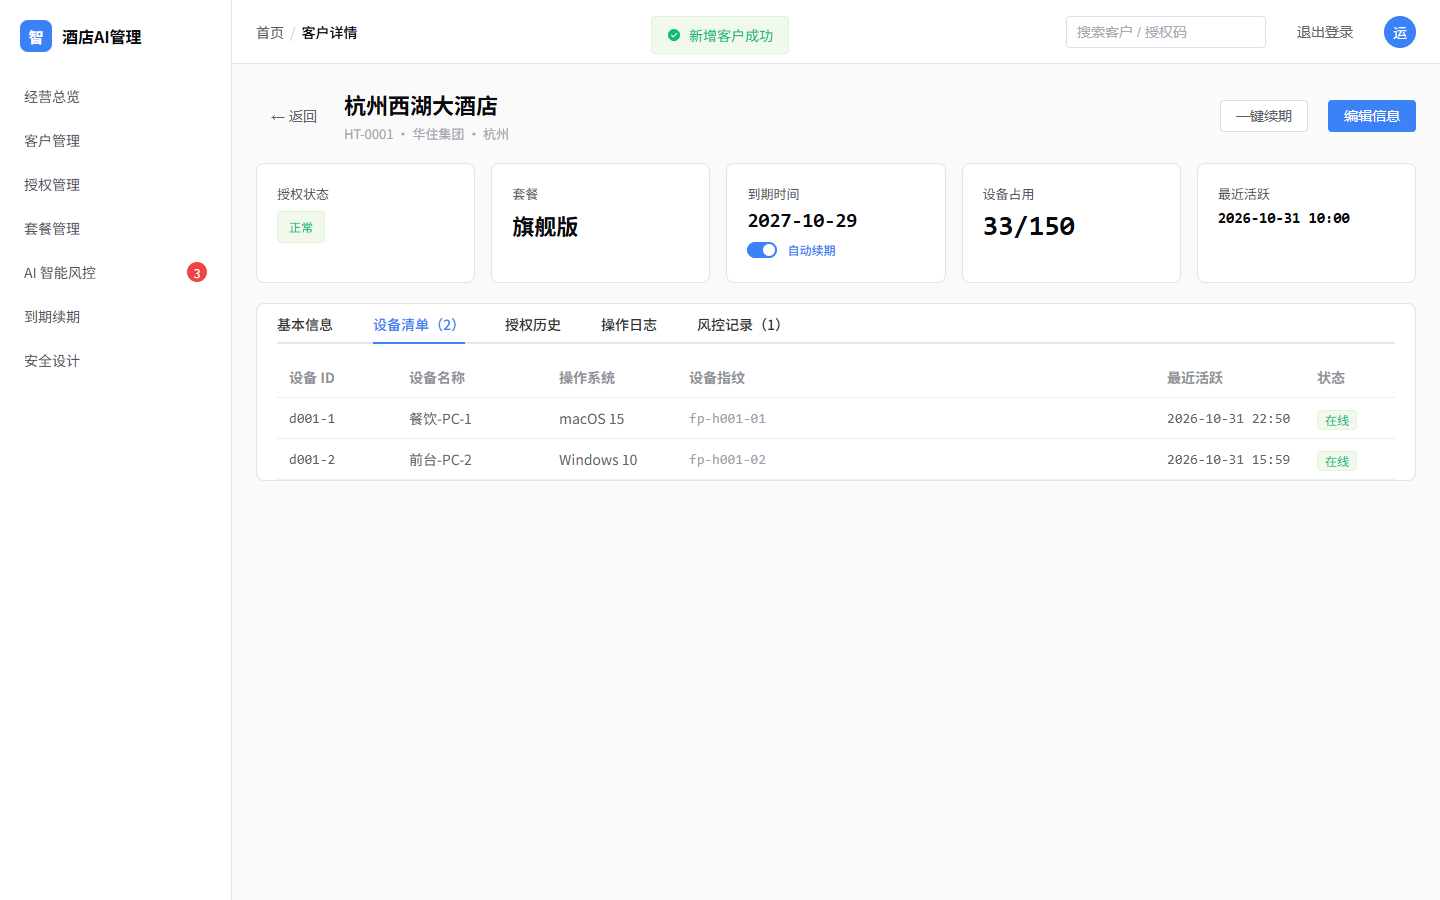 智 酒店AI管理
经营总览
客户管理
授权管理
套餐管理
AI 智能风控 3
到期续期
安全设计
首页 / 客户详情
新增客户成功
搜索客户 / 授权码
退出登录
运
← 返回
杭州西湖大酒店
HT-0001 · 华住集团 · 杭州
一键续期
编辑信息
授权状态
正常
套餐
旗舰版
到期时间
2027-10-29
自动续期
设备占用
33/150
最近活跃
2026-10-31 10:00
基本信息 设备清单（2） 授权历史 操作日志 风控记录（1）
设备 ID 设备名称 操作系统 设备指纹 最近活跃 状态
d001-1 餐饮-PC-1 macOS 15 fp-h001-01 2026-10-31 22:50 在线
d001-2 前台-PC-2 Windows 10 fp-h001-02 2026-10-31 15:59 在线